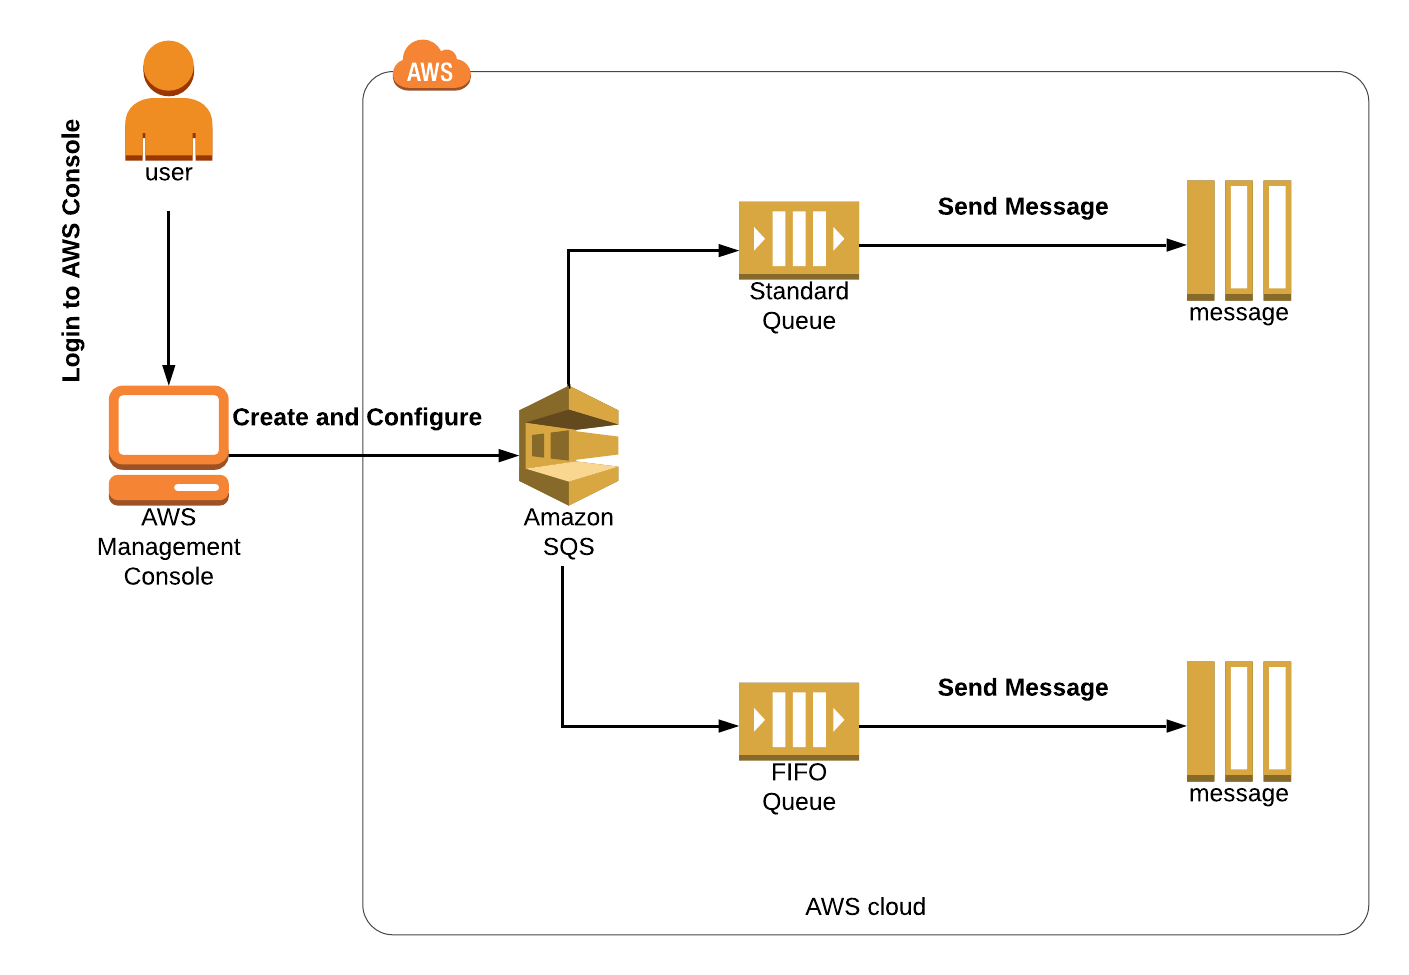 AWS
user
Login to AWS Console
Create and Configure
AWS
Management
Console
Amazon
SQS
Standard
Queue
Send Message
message
FIFO
Queue
Send Message
message
AWS cloud